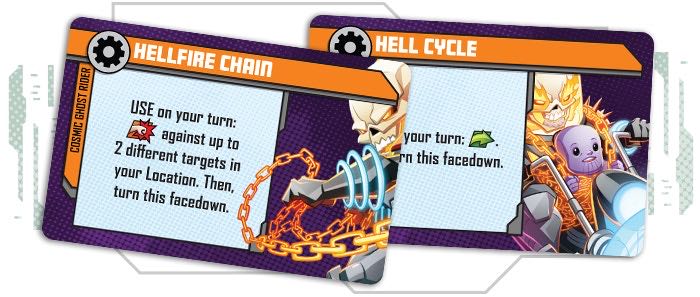 HELLFIRE CHAIN
COSMIC GHOST RIDER
USE on your turn:
against up to
2 different targets in
your Location. Then,
turn this facedown.
HELL CYCLE
your turn: .
this facedown.